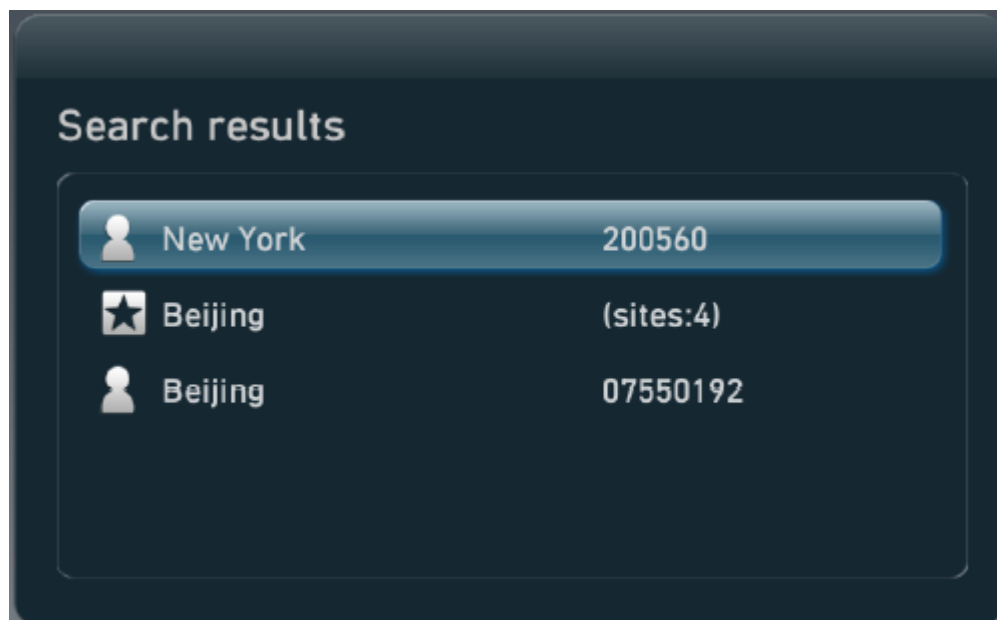 Search results
New York 200560
Beijing (sites:4)
Beijing 07550192